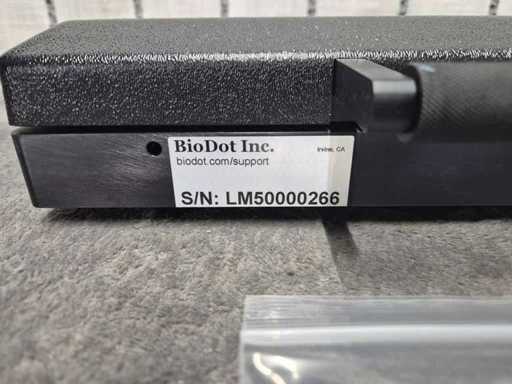 BioDot Inc. Irvine, CA
biodot.com/support
S/N: LM50000266